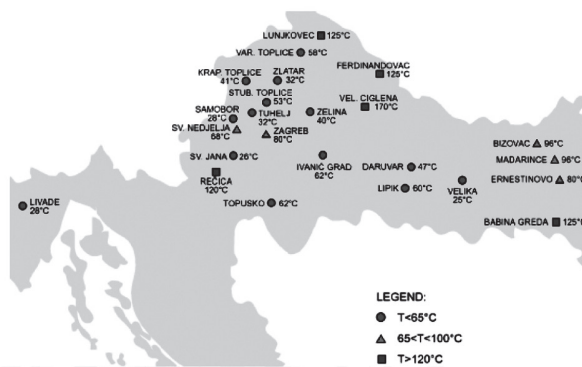 LUNJKOVEC 125°C
VAR. TOPLICE 58°C
FERDINANDOVAC
125°C
KRAP. TOPLICE
41°C
ZLATAR
32°C
STUB. TOPLICE
53°C
VEL. CIGLENA
170°C
SAMOBOR
28°C
TUHELJ
32°C
ZELINA
40°C
SV. NEDJELJA
68°C
ZAGREB
80°C
BIZOVAC 96°C
MADARINCE 96°C
SV. JANA 26°C
IVANIĆ GRAD
62°C
DARUVAR 47°C
REČICA
120°C
LIPIK 60°C
VELIKA
25°C
ERNESTINOVO 80°C
LIVADE
28°C
TOPUSKO 62°C
BABINA GREDA 125°C
LEGEND:
T<65°C
65<T<100°C
T>120°C